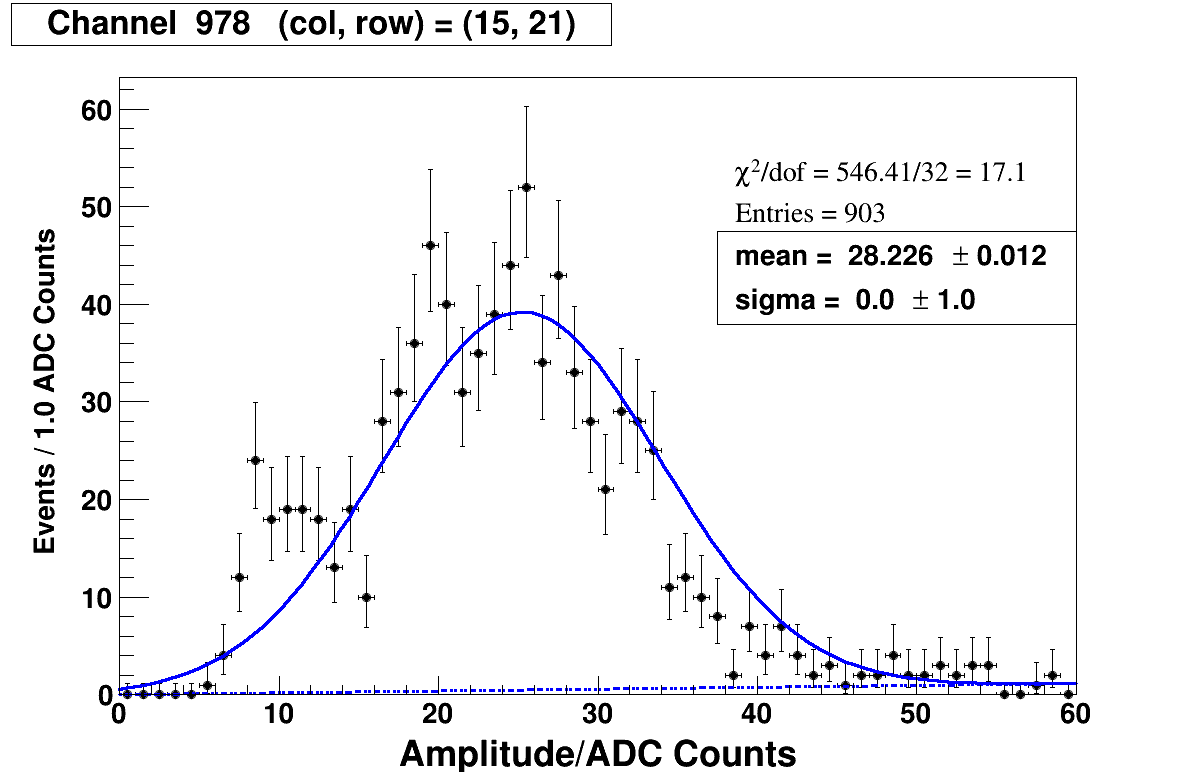 Channel 978 (col, row) = (15, 21)
60
50
40
30
20
10
0
Events / 1.0 ADC Counts
χ²/dof = 546.41/32 = 17.1
Entries = 903
mean = 28.226 ± 0.012
sigma = 0.0 ± 1.0
0 10 20 30 40 50 60
Amplitude/ADC Counts